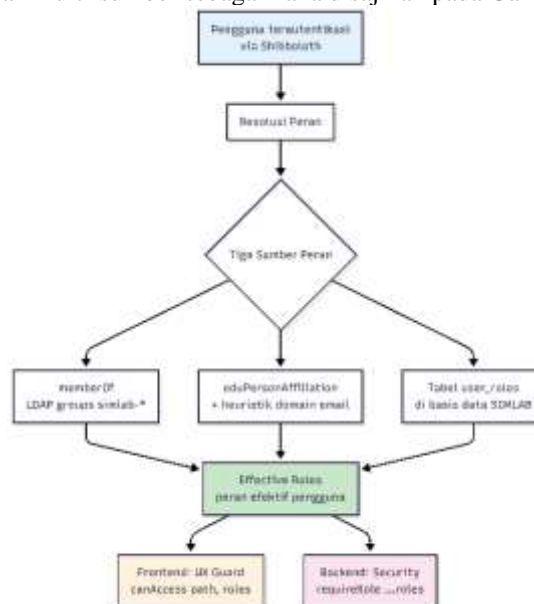 Pengguna terautentikasi
via Shibboleth
Resolusi Peran
Tiga Sumber Peran
memberOf
LDAP groups simlab-*
eduPersonAffiliation
+ heuristik domain email
Tabel user_roles
di basis data SIMLAB
Effective Roles
peran efektif pengguna
Frontend: UX Guard
canAccess path, roles
Backend: Security
requireRole ...roles